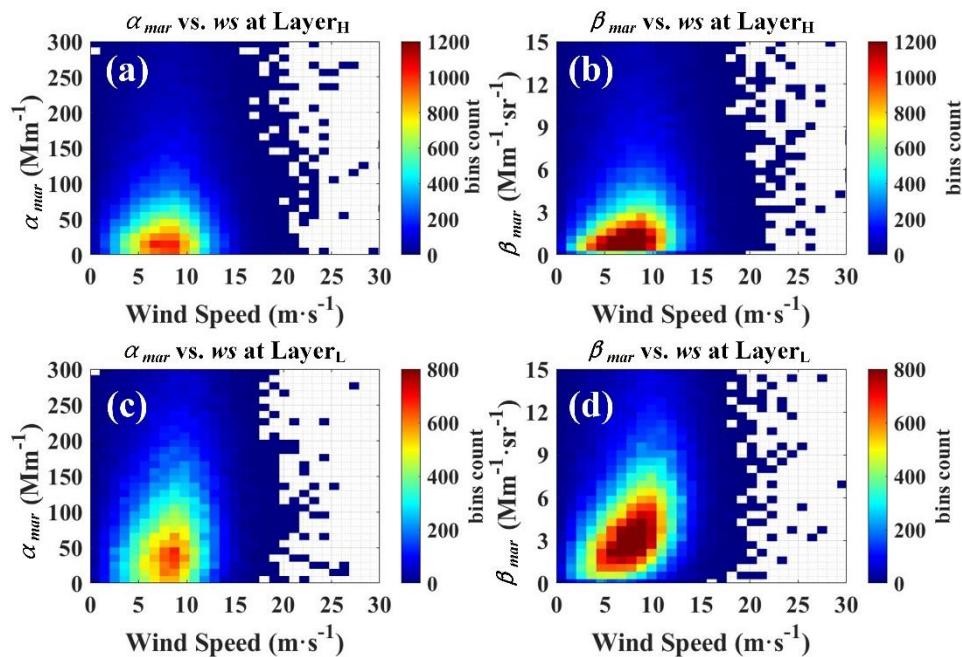 α mar vs. ws at LayerH
β mar vs. ws at LayerH
300
250
200
150
100
50
0
α mar (Mm⁻¹)
(a)
0 5 10 15 20 25 30
Wind Speed (m·s⁻¹)
1200
1000
800
600
400
200
0
bins count
15
12
9
6
3
0
β mar (Mm⁻¹·sr⁻¹)
(b)
0 5 10 15 20 25 30
Wind Speed (m·s⁻¹)
1200
1000
800
600
400
200
0
bins count
α mar vs. ws at LayerL
β mar vs. ws at LayerL
300
250
200
150
100
50
0
α mar (Mm⁻¹)
(c)
0 5 10 15 20 25 30
Wind Speed (m·s⁻¹)
800
600
400
200
0
bins count
15
12
9
6
3
0
β mar (Mm⁻¹·sr⁻¹)
(d)
0 5 10 15 20 25 30
Wind Speed (m·s⁻¹)
800
600
400
200
0
bins count